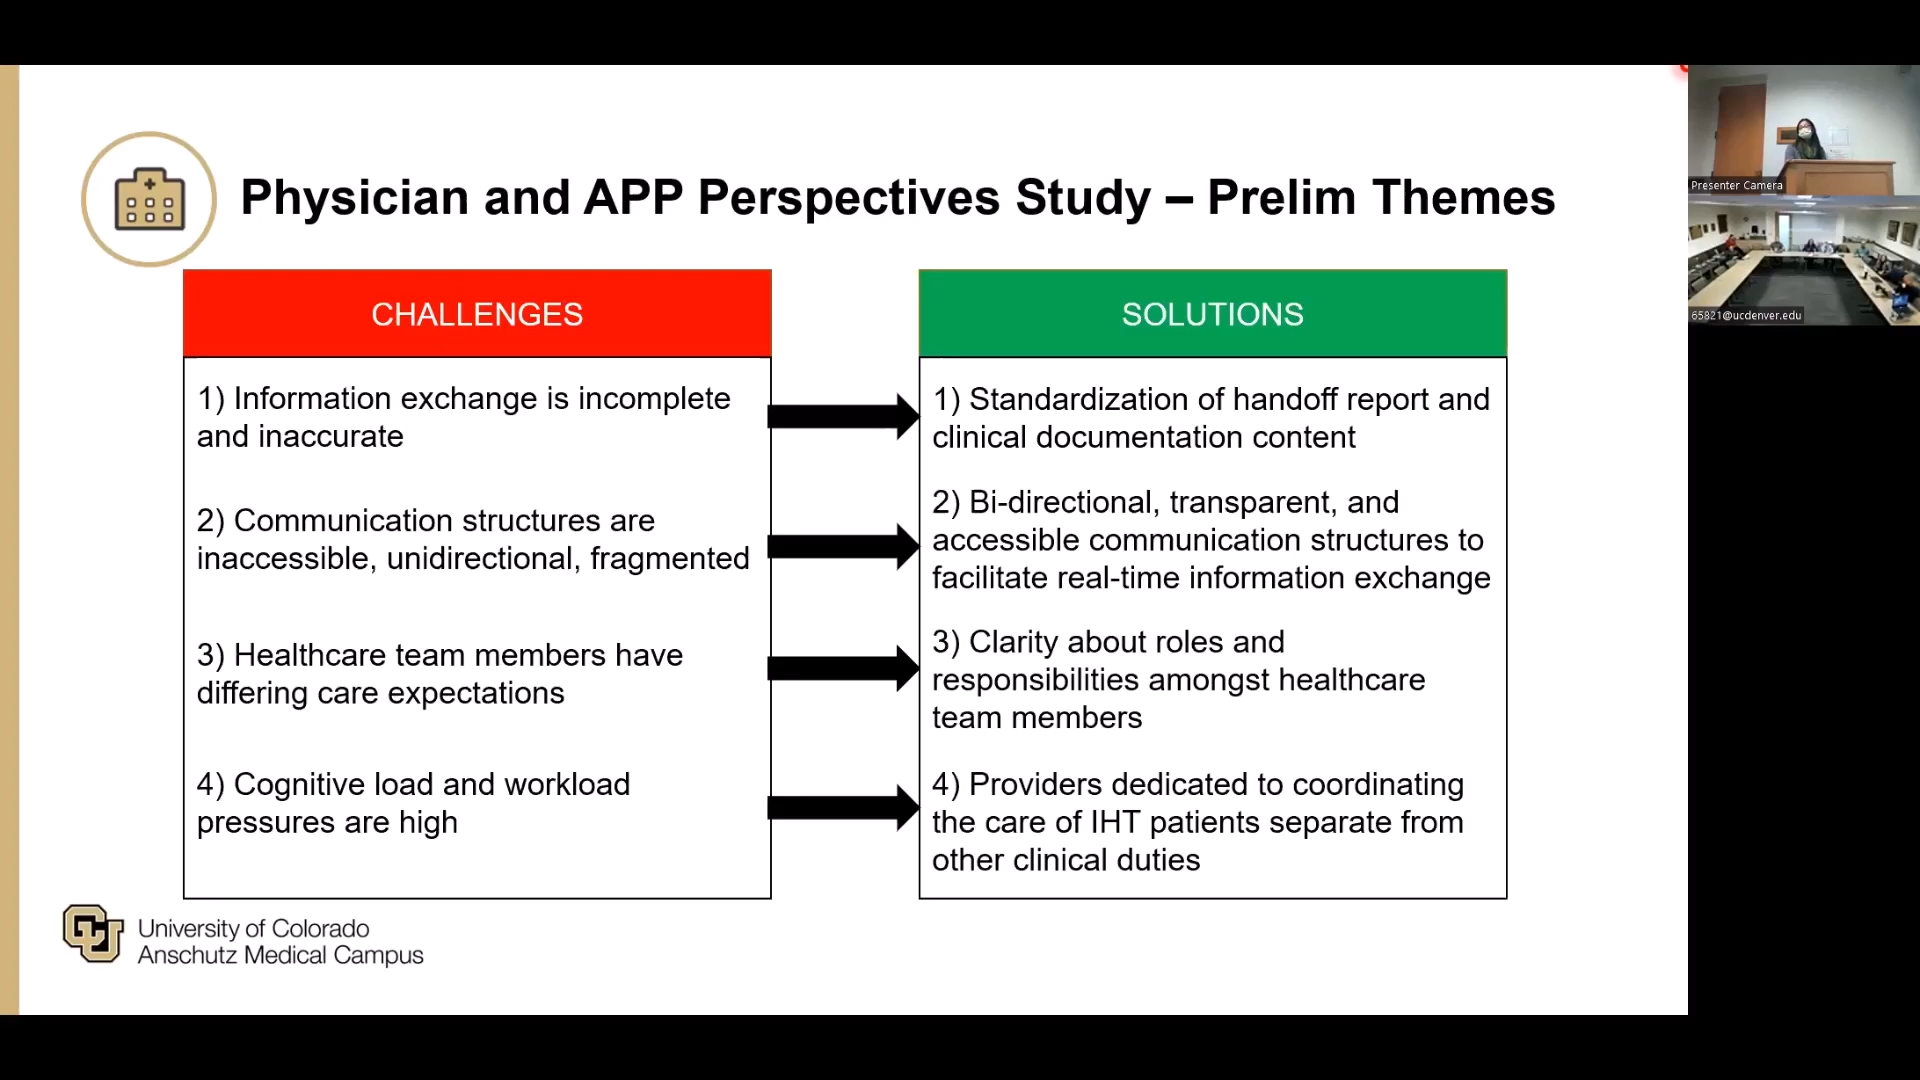 Physician and APP Perspectives Study – Prelim Themes
CHALLENGES
1) Information exchange is incomplete
and inaccurate
2) Communication structures are
inaccessible, unidirectional, fragmented
3) Healthcare team members have
differing care expectations
4) Cognitive load and workload
pressures are high
SOLUTIONS
1) Standardization of handoff report and
clinical documentation content
2) Bi-directional, transparent, and
accessible communication structures to
facilitate real-time information exchange
3) Clarity about roles and
responsibilities amongst healthcare
team members
4) Providers dedicated to coordinating
the care of IHT patients separate from
other clinical duties
CU
University of Colorado
Anschutz Medical Campus
Presenter Camera
65821@ucdenver.edu